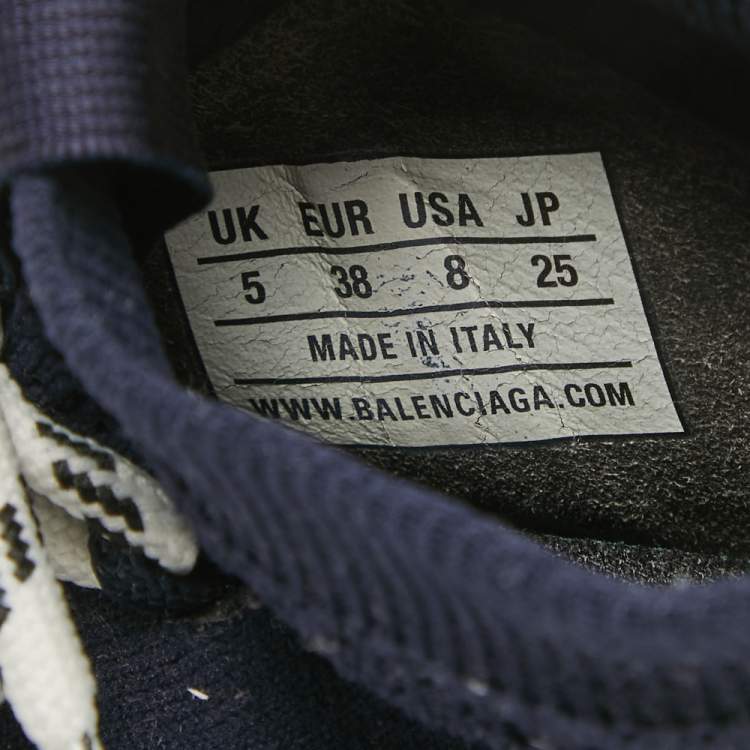 UK EUR USA JP
5 38 8 25
MADE IN ITALY
WWW.BALENCIAGA.COM